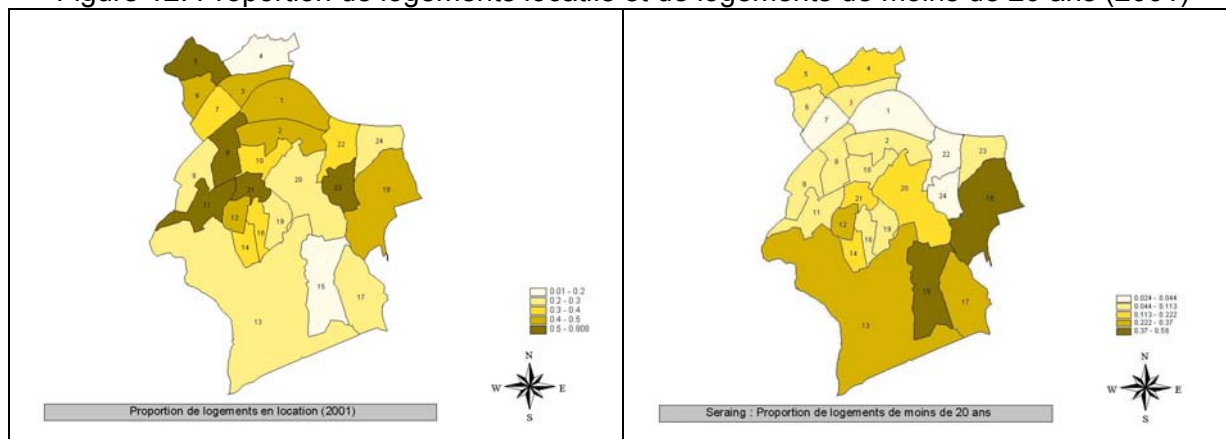 Figure 12: Proportion de logements locatifs et de logements de moins de 20 ans (2001)
5
4
6
3
7
1
2
8
10
22
24
9
20
23
18
11
21
12
19
16
14
15
17
13
0.01 - 0.2
0.2 - 0.3
0.3 - 0.4
0.4 - 0.5
0.5 - 0.808
N
W E
S
Proportion de logements en location (2001)
5
4
6
3
7
1
2
22
23
8
10
9
20
24
18
11
21
12
19
16
14
15
17
13
0.024 - 0.044
0.044 - 0.113
0.113 - 0.222
0.222 - 0.37
0.37 - 0.56
N
W E
S
Seraing : Proportion de logements de moins de 20 ans